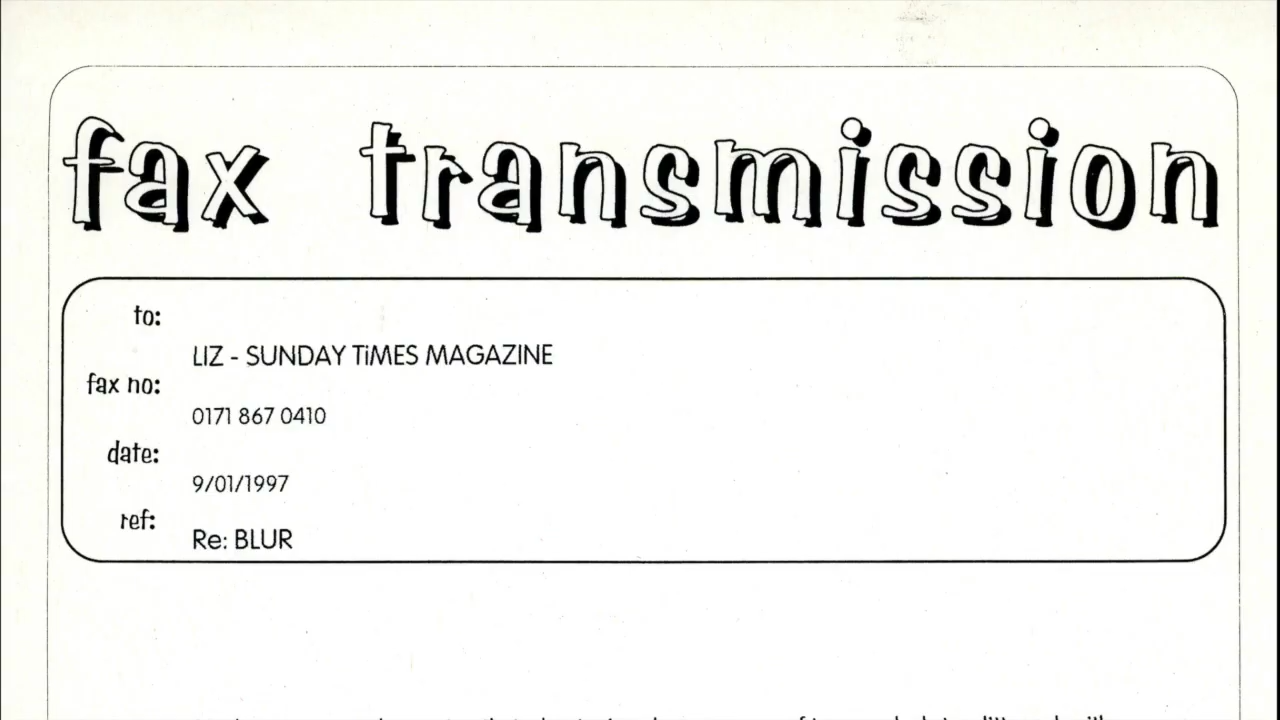 fax transmission
to:
LIZ - SUNDAY TiMES MAGAZINE
fax no:
0171 867 0410
date:
9/01/1997
ref:
Re: BLUR